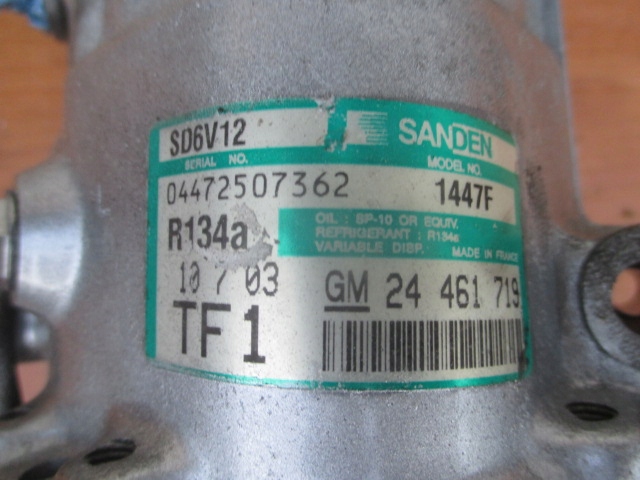 SD6V12 SANDEN
SERIAL NO. MODEL NO.
04472507362 1447F
R134a
OIL : SP-10 OR EQUIV.
REFRIGERANT : R134a
VARIABLE DISP. MADE IN FRANCE
10 7 03
GM 24 461 719
TF1